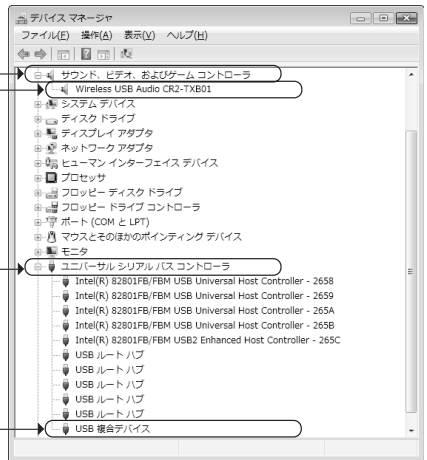 デバイス マネージャ
ファイル(F) 操作(A) 表示(V) ヘルプ(H)
サウンド、ビデオ、およびゲーム コントローラ
Wireless USB Audio CR2-TXB01
システム デバイス
ディスク ドライブ
ディスプレイ アダプタ
ネットワーク アダプタ
ヒューマン インターフェイス デバイス
プロセッサ
フロッピー ディスク ドライブ
フロッピー ドライブ コントローラ
ポート (COM と LPT)
マウスとそのほかのポインティング デバイス
モニタ
ユニバーサル シリアル バス コントローラ
Intel(R) 82801FB/FBM USB Universal Host Controller - 2658
Intel(R) 82801FB/FBM USB Universal Host Controller - 2659
Intel(R) 82801FB/FBM USB Universal Host Controller - 265A
Intel(R) 82801FB/FBM USB Universal Host Controller - 265B
Intel(R) 82801FB/FBM USB2 Enhanced Host Controller - 265C
USB ルート ハブ
USB ルート ハブ
USB ルート ハブ
USB ルート ハブ
USB ルート ハブ
USB 複合デバイス